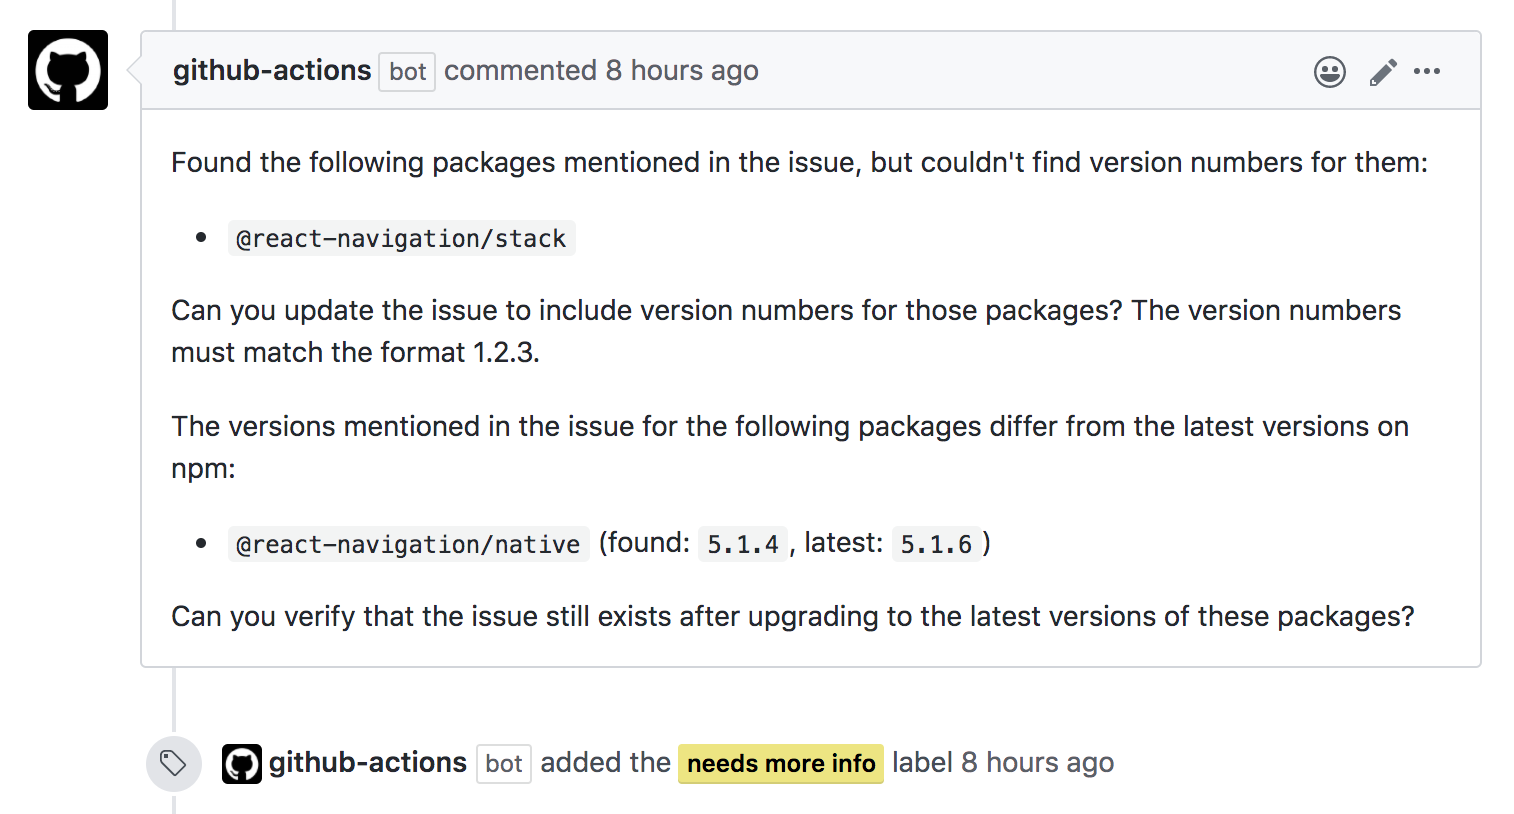 github-actions bot commented 8 hours ago
Found the following packages mentioned in the issue, but couldn't find version numbers for them:
• @react-navigation/stack
Can you update the issue to include version numbers for those packages? The version numbers
must match the format 1.2.3.
The versions mentioned in the issue for the following packages differ from the latest versions on
npm:
• @react-navigation/native (found: 5.1.4, latest: 5.1.6)
Can you verify that the issue still exists after upgrading to the latest versions of these packages?
github-actions bot added the needs more info label 8 hours ago